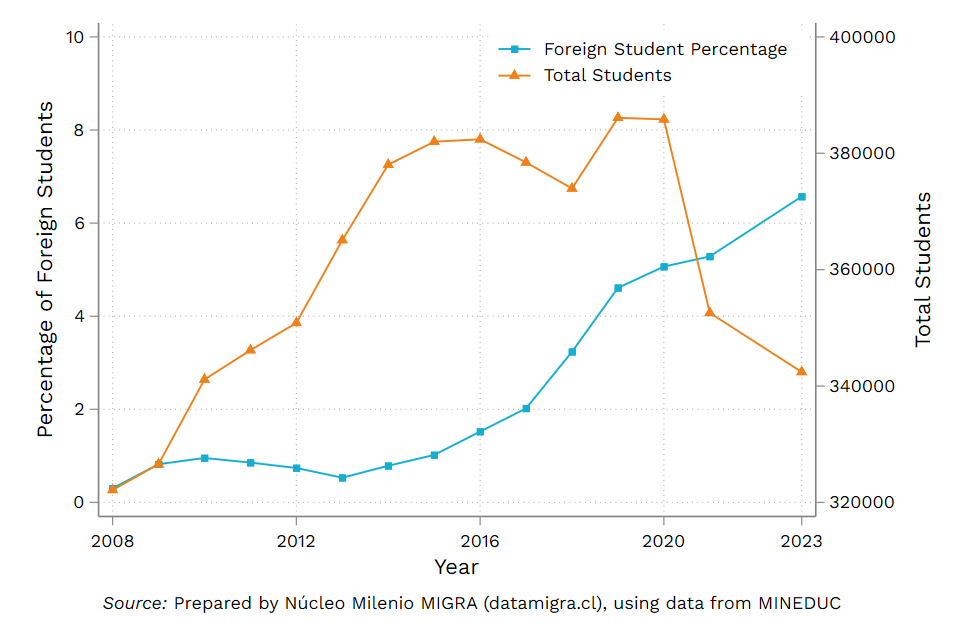 Foreign Student Percentage
Total Students
10
8
6
4
2
0
Percentage of Foreign Students
400000
380000
360000
340000
320000
Total Students
2008 2012 2016 2020 2023
Year
Source: Prepared by Núcleo Milenio MIGRA (datamigra.cl), using data from MINEDUC